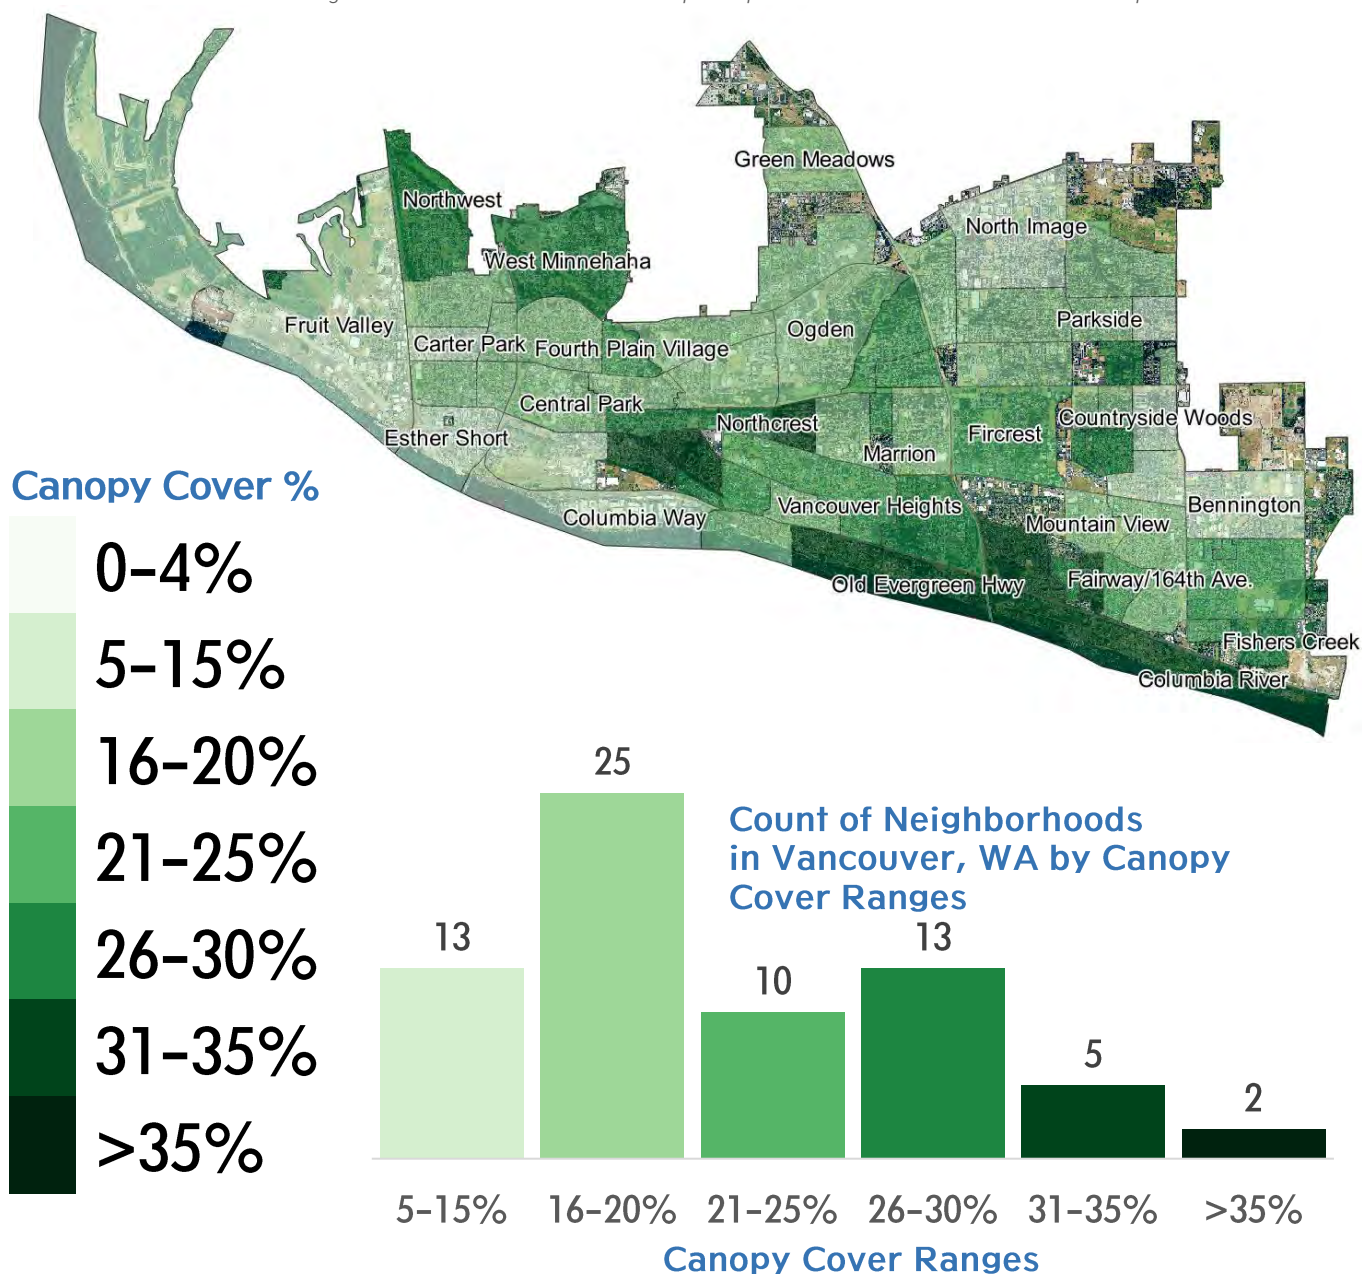 Green Meadows
Northwest
North Image
West Minnehaha
Fruit Valley
Parkside
Ogden
Carter Park
Fourth Plain Village
Central Park
Northcrest
Countryside Woods
Esther Short
Fircrest
Marrion
Vancouver Heights
Bennington
Columbia Way
Mountain View
Old Evergreen Hwy
Fairway/164th Ave.
Fishers Creek
Columbia River
Canopy Cover %
0–4%
5–15%
16–20%
21–25%
26–30%
31–35%
>35%
Count of Neighborhoods
in Vancouver, WA by Canopy
Cover Ranges
13
25
10
13
5
2
5–15%
16–20%
21–25%
26–30%
31–35%
>35%
Canopy Cover Ranges